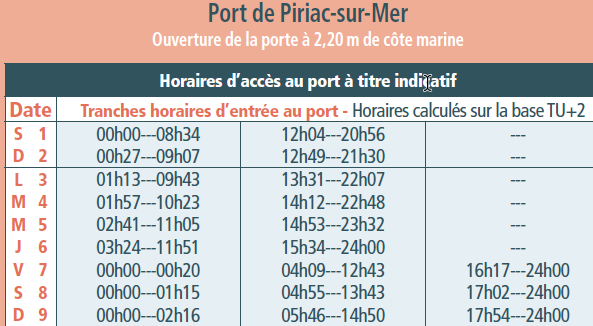 Port de Piriac-sur-Mer
Ouverture de la porte à 2,20 m de côte marine
Horaires d'accès au port à titre indicatif
Date Tranches horaires d'entrée au port - Horaires calculés sur la base TU+2
S 1 00h00---08h34 12h04---20h56 ---
D 2 00h27---09h07 12h49---21h30 ---
L 3 01h13---09h43 13h31---22h07 ---
M 4 01h57---10h23 14h12---22h48 ---
M 5 02h41---11h05 14h53---23h32 ---
J 6 03h24---11h51 15h34---24h00 ---
V 7 00h00---00h20 04h09---12h43 16h17---24h00
S 8 00h00---01h15 04h55---13h43 17h02---24h00
D 9 00h00---02h16 05h46---14h50 17h54---24h00